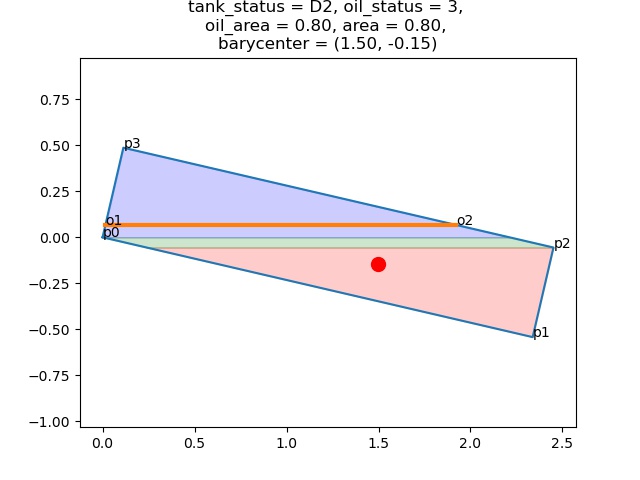 tank_status = D2, oil_status = 3,
oil_area = 0.80, area = 0.80,
barycenter = (1.50, -0.15)
0.75
0.50
0.25
0.00
−0.25
−0.50
−0.75
−1.00
p3
o1
o2
p0
p2
p1
0.0
0.5
1.0
1.5
2.0
2.5